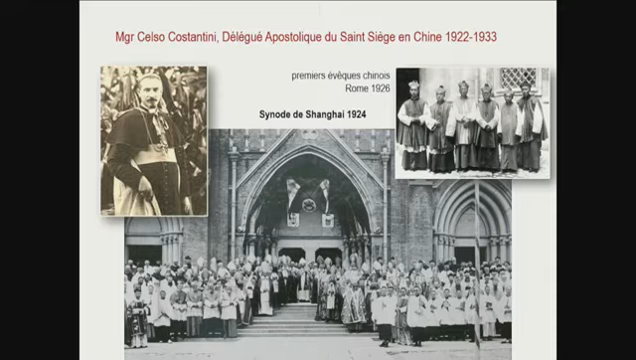 Mgr Celso Costantini, Dèlégué Apostolique du Saint Siège en Chine 1922-1933
premiers évêques chinois
Rome 1926
Synode de Shanghai 1924